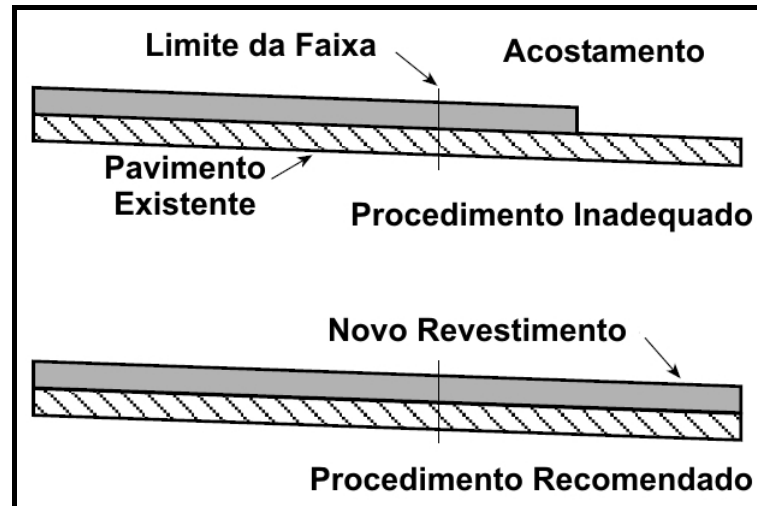 Limite da Faixa
Acostamento
Pavimento
Existente
Procedimento Inadequado
Novo Revestimento
Procedimento Recomendado